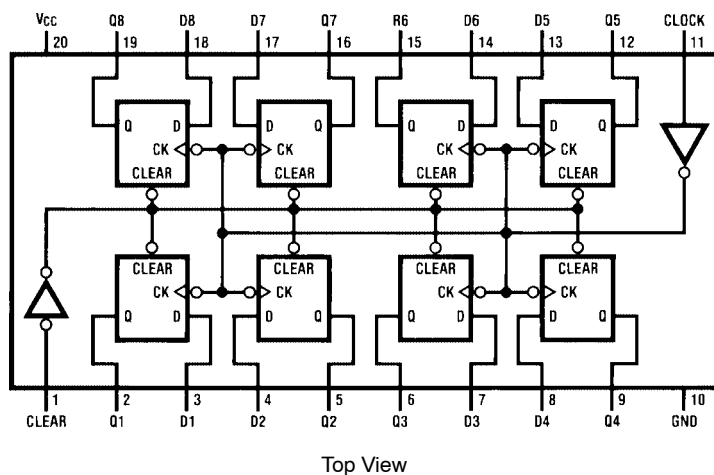 VCC Q8 D8 D7 Q7 R6 D6 D5 Q5 CLOCK
20 19 18 17 16 15 14 13 12 11
Q D D Q Q D D Q
CK CK CK CK
CLEAR CLEAR CLEAR CLEAR
CLEAR CLEAR CLEAR CLEAR
CK CK CK CK
Q D D Q Q D D Q
1 2 3 4 5 6 7 8 9 10
CLEAR Q1 D1 D2 Q2 Q3 D3 D4 Q4 GND
Top View